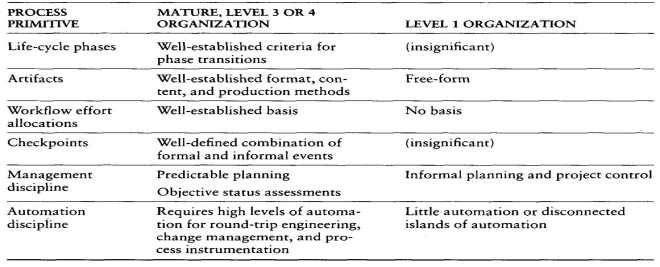 PROCESS PRIMITIVE
MATURE, LEVEL 3 OR 4 ORGANIZATION
LEVEL 1 ORGANIZATION
Life-cycle phases
Well-established criteria for
phase transitions
(insignificant)
Artifacts
Well-established format, con-
tent, and production methods
Free-form
Workflow effort
allocations
Well-established basis
No basis
Checkpoints
Well-defined combination of
formal and informal events
(insignificant)
Management
discipline
Predictable planning
Objective status assessments
Informal planning and project control
Automation
discipline
Requires high levels of automa-
tion for round-trip engineering,
change management, and pro-
cess instrumentation
Little automation or disconnected
islands of automation